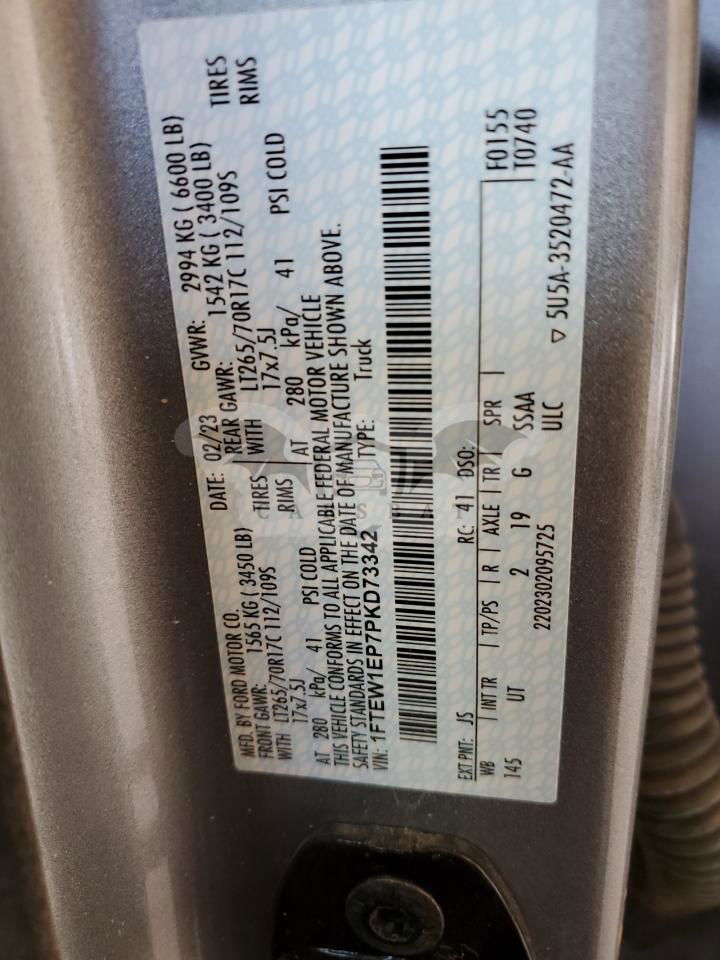 MFD. BY FORD MOTOR CO. DATE: 02/23 GVWR: 2994 KG ( 6600 LB)
FRONT GAWR: 1565 KG ( 3450 LB) REAR GAWR: 1542 KG ( 3400 LB)
WITH LT265/70R17C 112/109S TIRES WITH LT265/70R17C 112/109S TIRES
17x7.5J RIMS 17x7.5J RIMS
AT 280 kPa/ 41 PSI COLD AT 280 kPa/ 41 PSI COLD
THIS VEHICLE CONFORMS TO ALL APPLICABLE FEDERAL MOTOR VEHICLE
SAFETY STANDARDS IN EFFECT ON THE DATE OF MANUFACTURE SHOWN ABOVE.
VIN: 1FTEW1EP7PKD73342 TYPE: Truck
EXT PNT: JS RC: 41 DSO: F0155
WB INT TR TP/PS R AXLE TR SPR T0740
145 UT 2 19 G SSAA
2202302095725 ULC ▽ 5U5A-3520472-AA